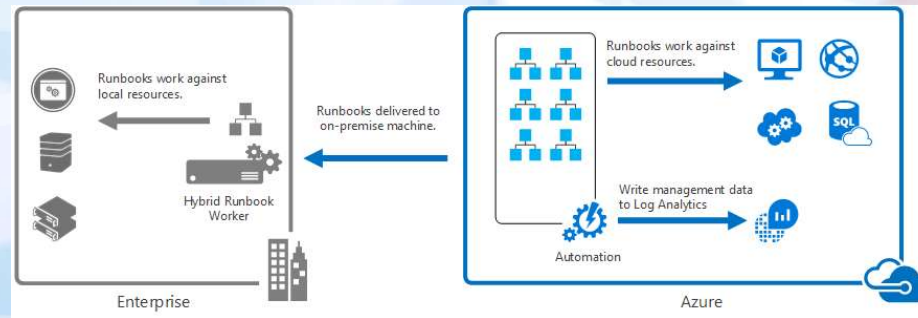 Runbooks work against
local resources.
Hybrid Runbook
Worker
Enterprise
Runbooks delivered to
on-premise machine.
Runbooks work against
cloud resources.
SQL
Write management data
to Log Analytics
Automation
Azure